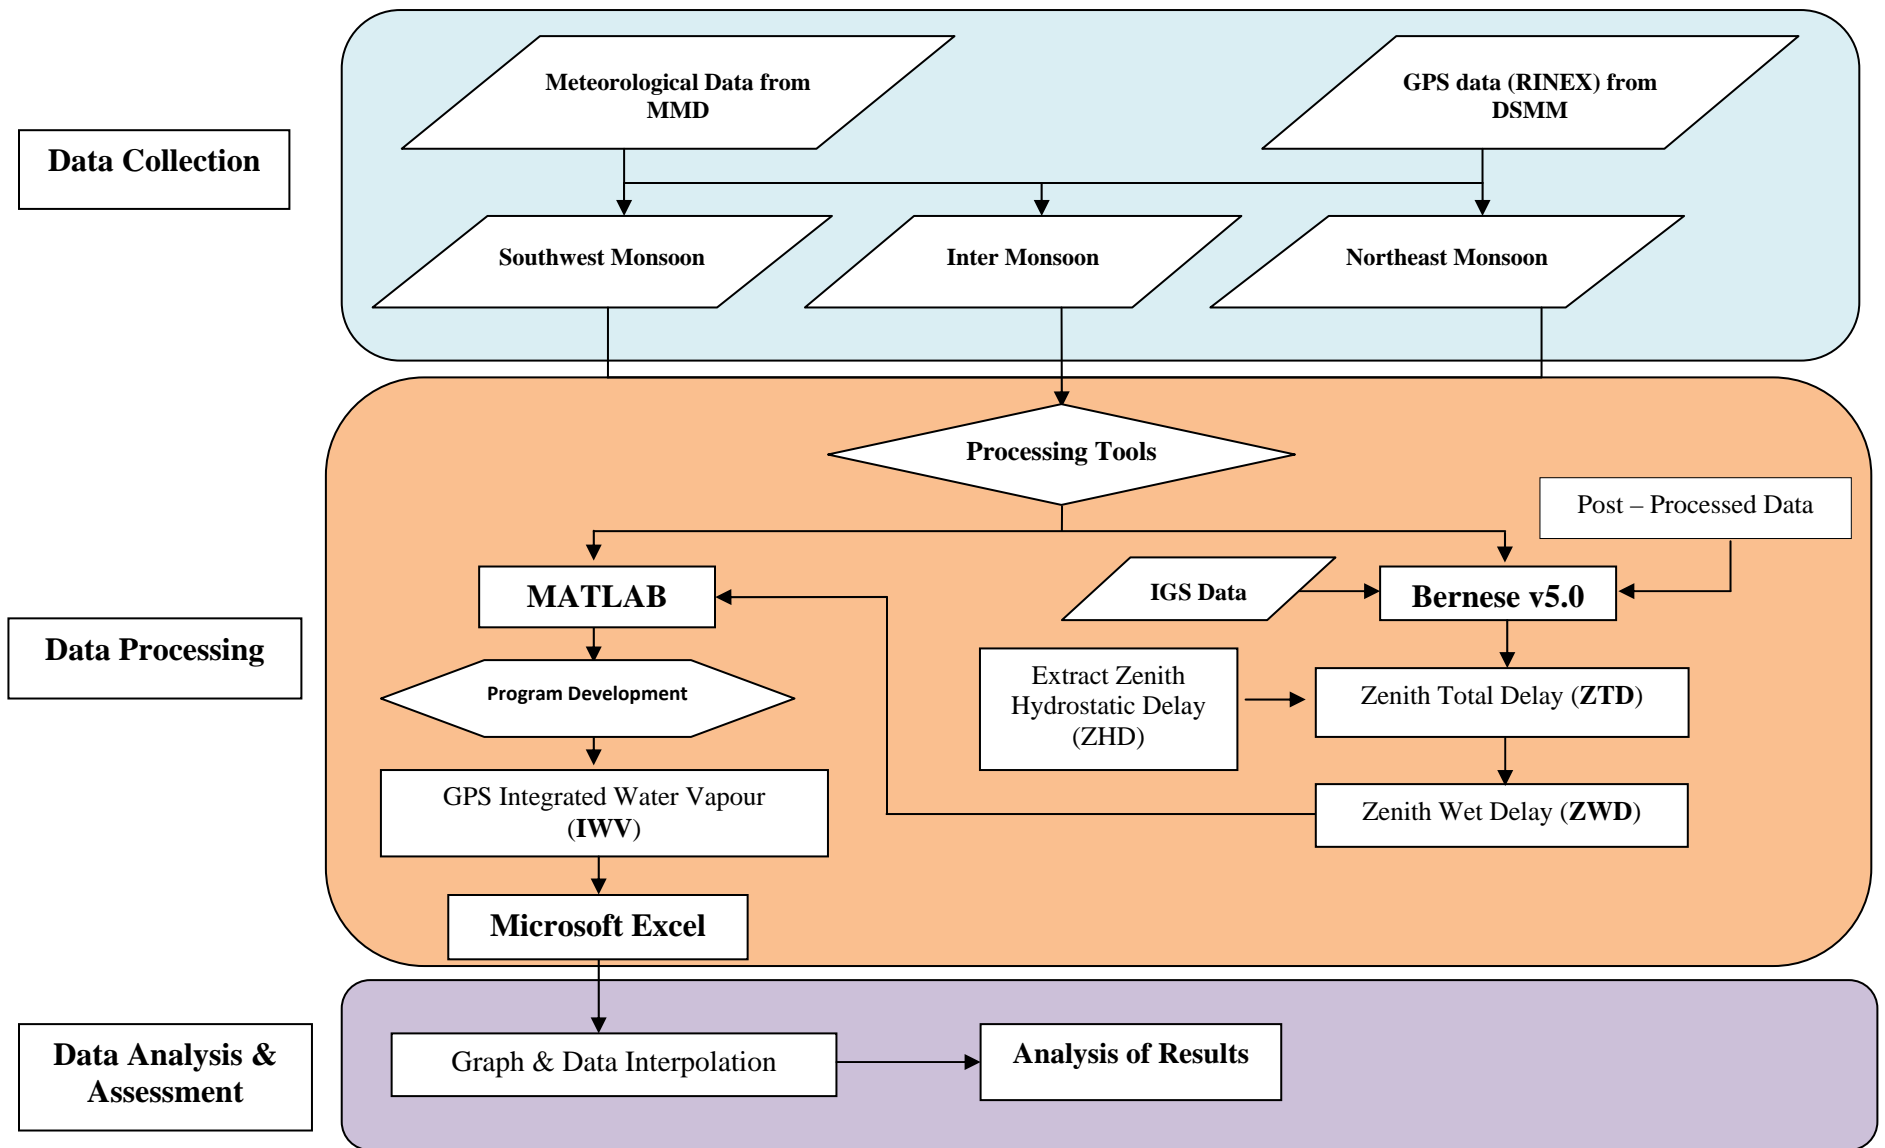 Meteorological Data from
MMD
GPS data (RINEX) from
DSMM
Data Collection
Southwest Monsoon
Inter Monsoon
Northeast Monsoon
Processing Tools
Post – Processed Data
MATLAB
IGS Data
Bernese v5.0
Data Processing
Program Development
Extract Zenith
Hydrostatic Delay
(ZHD)
Zenith Total Delay (ZTD)
GPS Integrated Water Vapour
(IWV)
Zenith Wet Delay (ZWD)
Microsoft Excel
Data Analysis &
Assessment
Graph & Data Interpolation
Analysis of Results